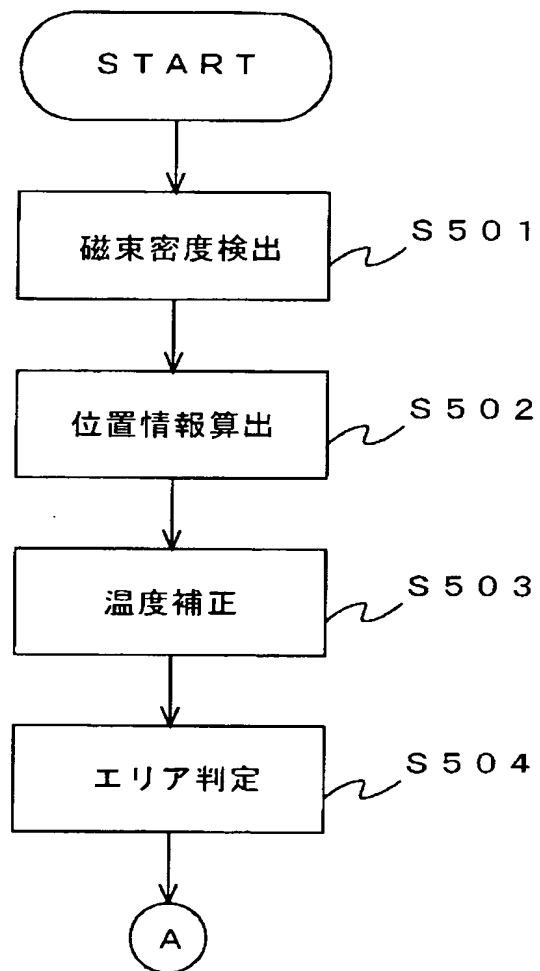 ＳＴＡＲＴ
磁束密度検出
Ｓ５０１
位置情報算出
Ｓ５０２
温度補正
Ｓ５０３
エリア判定
Ｓ５０４
Ａ